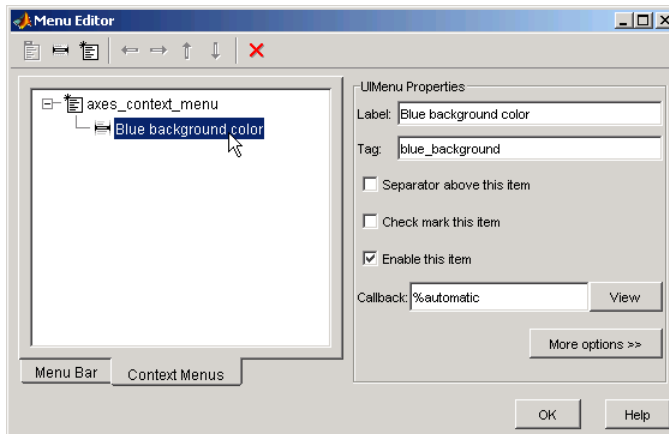 Menu Editor
UIMenu Properties
axes_context_menu
Blue background color
Label: Blue background color
Tag: blue_background
Separator above this item
Check mark this item
Enable this item
Callback: %automatic View
More options >>
Menu Bar Context Menus
OK Help